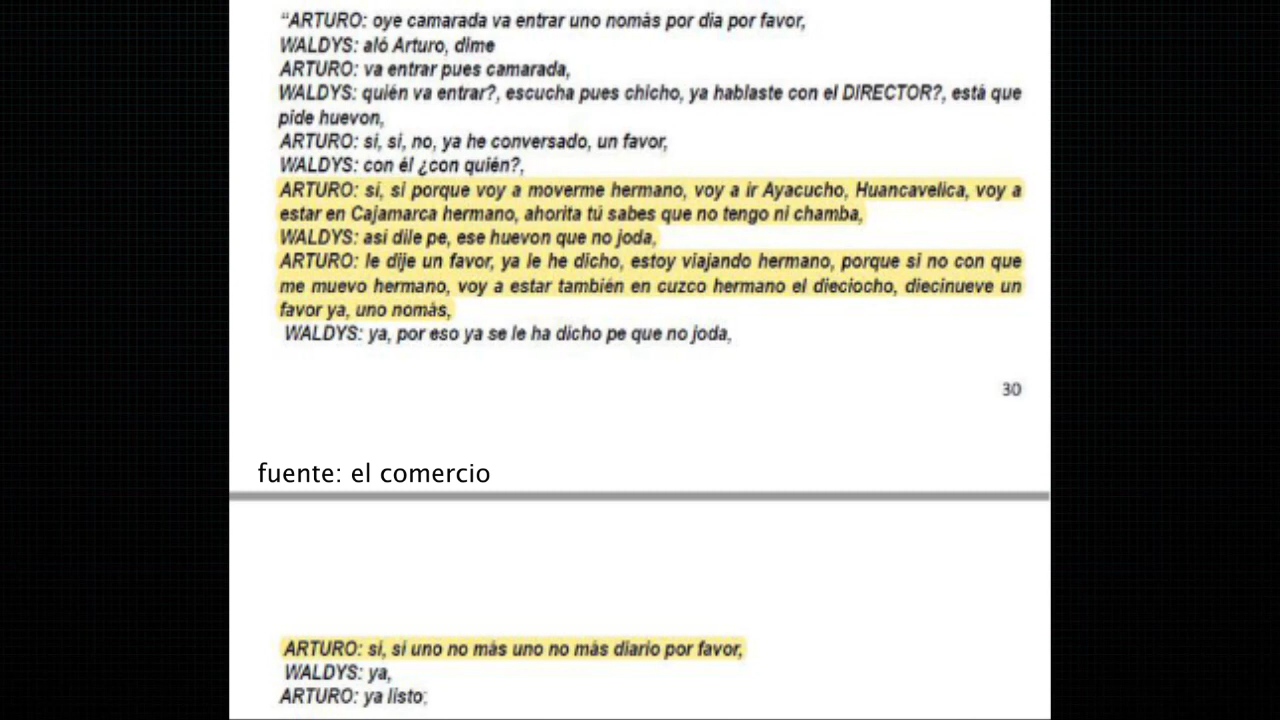 “ARTURO: oye camarada va entrar uno nomás por día por favor,
WALDYS: aló Arturo, dime
ARTURO: va entrar pues camarada,
WALDYS: quién va entrar?, escucha pues chicho, ya hablaste con el DIRECTOR?, está que
pide huevon,
ARTURO: sí, sí, no, ya he conversado, un favor,
WALDYS: con él ¿con quién?,
ARTURO: sí, si porque voy a moverme hermano, voy a ir Ayacucho, Huancavelica, voy a
estar en Cajamarca hermano, ahorita tú sabes que no tengo ni chamba,
WALDYS: así dile pe, ese huevon que no joda,
ARTURO: le dije un favor, ya le he dicho, estoy viajando hermano, porque si no con que
me muevo hermano, voy a estar también en cuzco hermano el dieciocho, diecinueve un
favor ya, uno nomás,
WALDYS: ya, por eso ya se le ha dicho pe que no joda,
30
fuente: el comercio
ARTURO: sí, sí uno no más uno no más diario por favor,
WALDYS: ya,
ARTURO: ya listo;